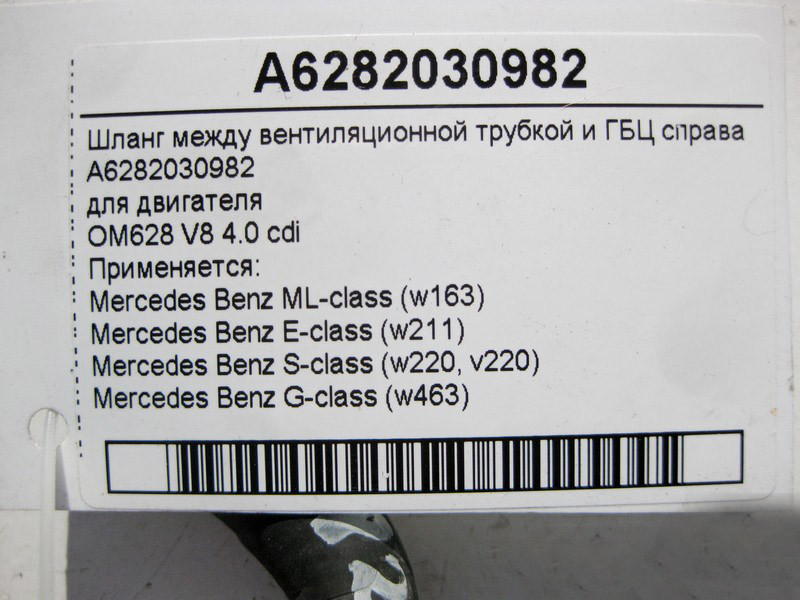 A6282030982
Шланг между вентиляционной трубкой и ГБЦ справа
A6282030982
для двигателя
OM628 V8 4.0 cdi
Применяется:
Mercedes Benz ML-class (w163)
Mercedes Benz E-class (w211)
Mercedes Benz S-class (w220, v220)
Mercedes Benz G-class (w463)